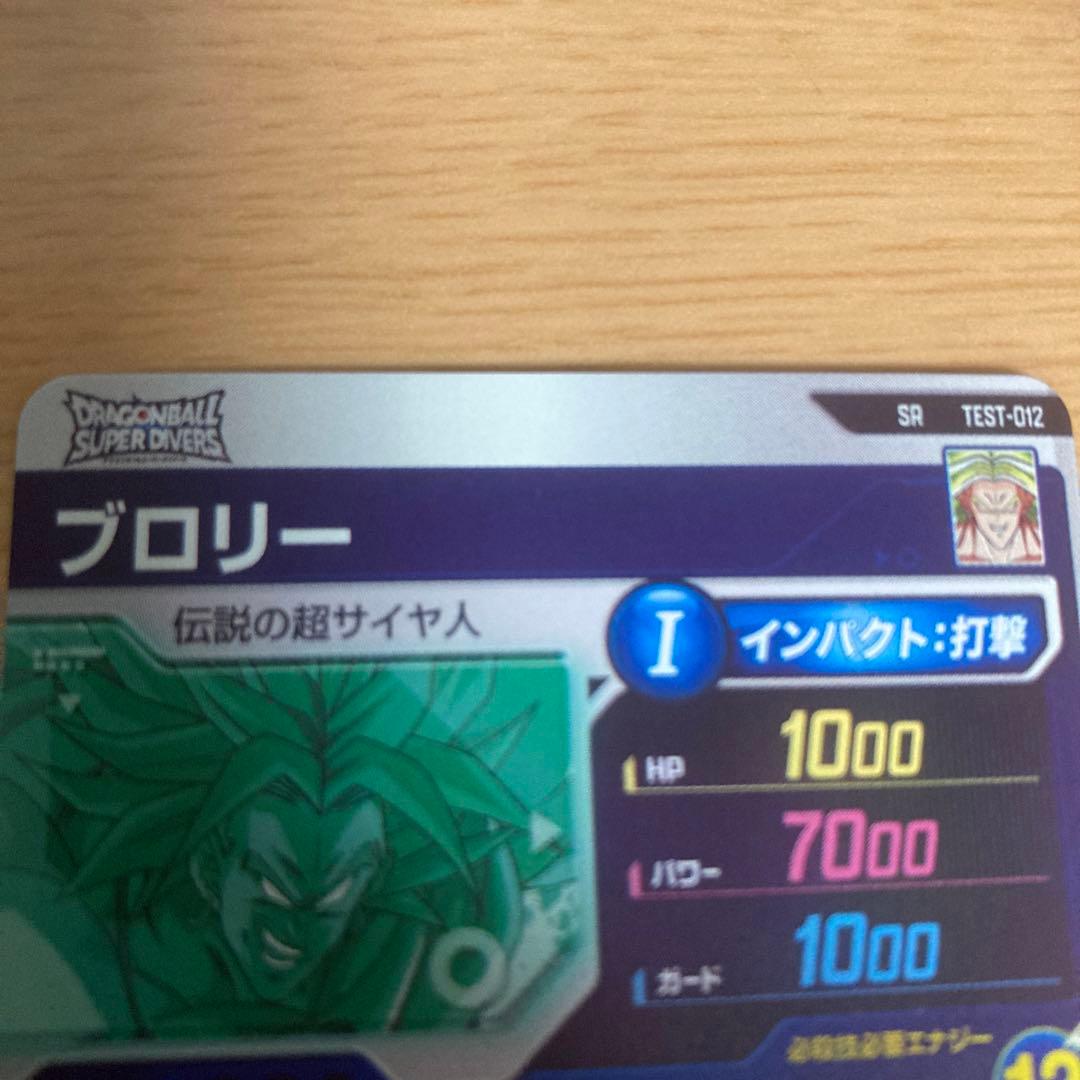 DRAGONBALL
SUPER DIVERS
SR TEST-012
ブロリー
伝説の超サイヤ人
I インパクト:打撃
HP 1000
パワー 7000
ガード 1000
必殺技必要エナジー